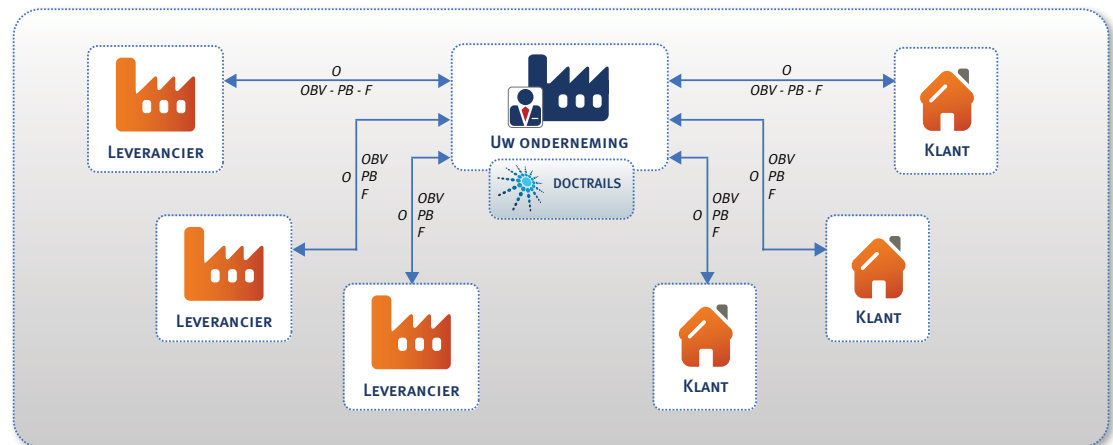 O
OBV - PB - F
O
OBV - PB - F
LEVERANCIER
UW ONDERNEMING
KLANT
DOCTRAILS
OBV
O PB
F
OBV
O PB
F
OBV
O PB
F
OBV
O PB
F
LEVERANCIER
KLANT
LEVERANCIER
KLANT